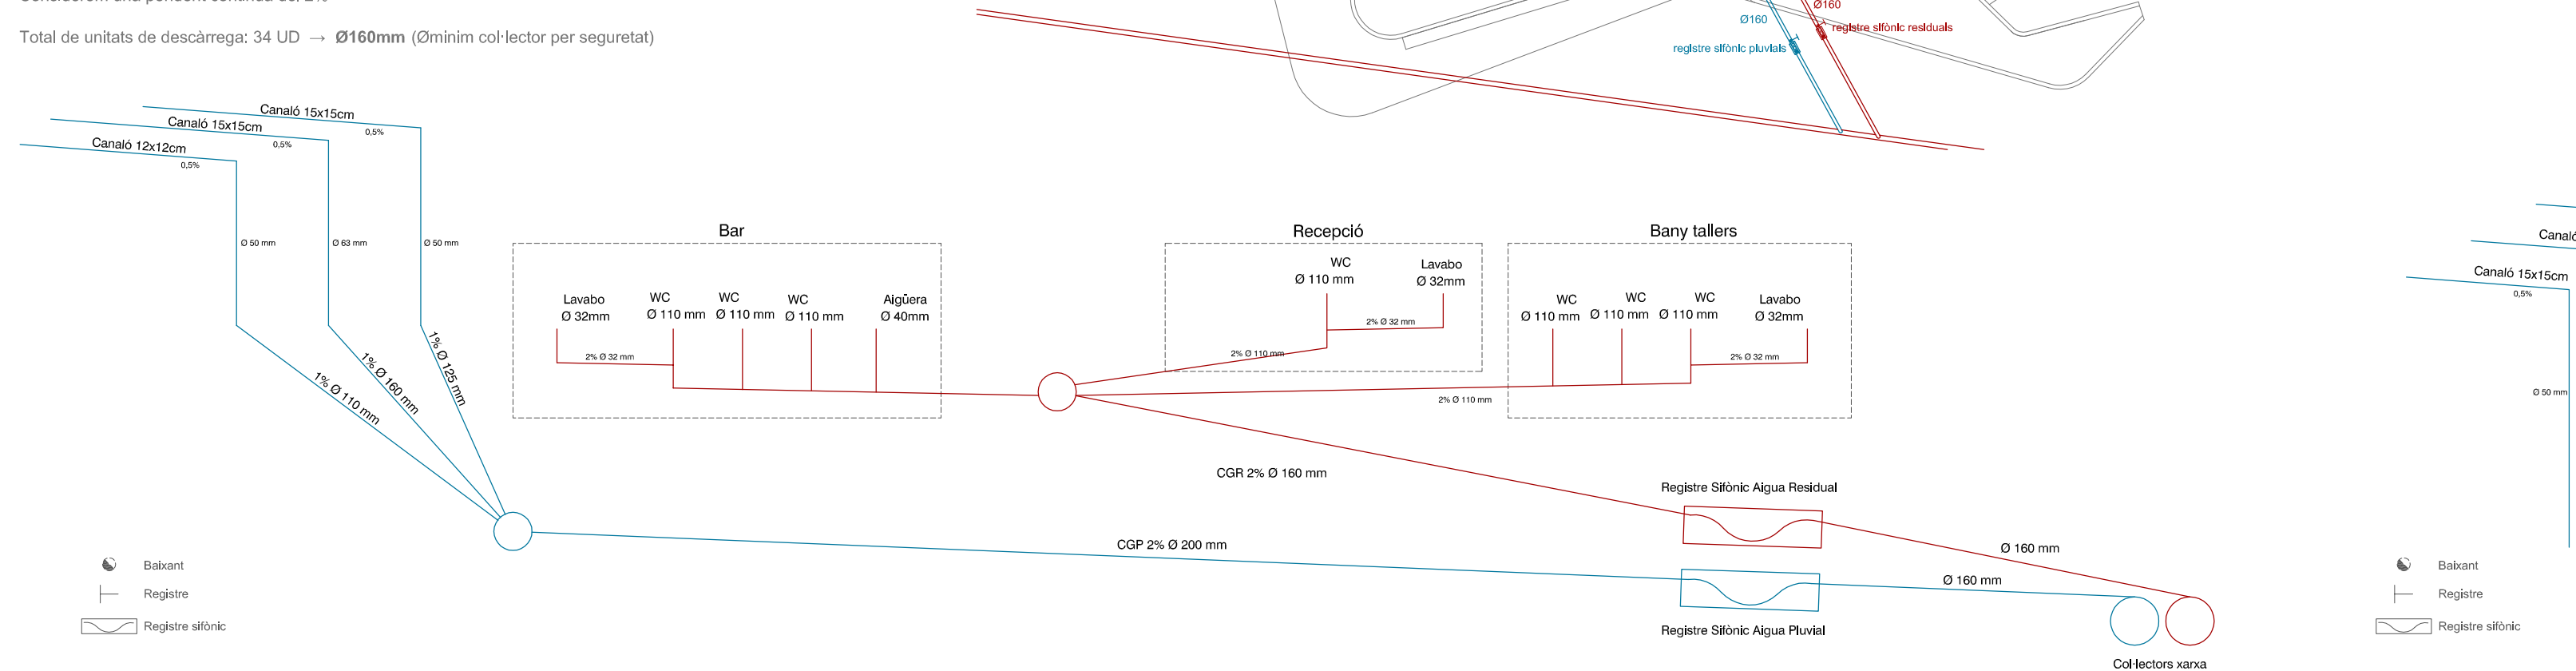 Considerem una pendent contínua de, 2%
Total de unitats de descàrrega: 34 UD → Ø160mm (Øminim col·lector per seguretat)
Ø160
Ø160
registre sifònic residuals
registre sifònic pluvials
Canaló 15x15cm
0,5%
Canaló 15x15cm
0,5%
Canaló 12x12cm
0,5%
Ø 50 mm
Ø 63 mm
Ø 50 mm
1% Ø 110 mm
1% Ø 160 mm
1% Ø 125 mm
Bar
Lavabo
Ø 32mm
WC
Ø 110 mm
WC
Ø 110 mm
WC
Ø 110 mm
Aigüera
Ø 40mm
2% Ø 32 mm
Recepció
WC
Ø 110 mm
Lavabo
Ø 32mm
2% Ø 32 mm
2% Ø 110 mm
Bany tallers
WC
Ø 110 mm
WC
Ø 110 mm
WC
Ø 110 mm
Lavabo
Ø 32mm
2% Ø 32 mm
2% Ø 110 mm
CGR 2% Ø 160 mm
Registre Sifònic Aigua Residual
Ø 160 mm
CGP 2% Ø 200 mm
Ø 160 mm
Registre Sifònic Aigua Pluvial
Col·lectors xarxa
Baixant
Registre
Registre sifònic
Canaló
Canaló 15x15cm
0,5%
Ø 50 mm
Baixant
Registre
Registre sifònic